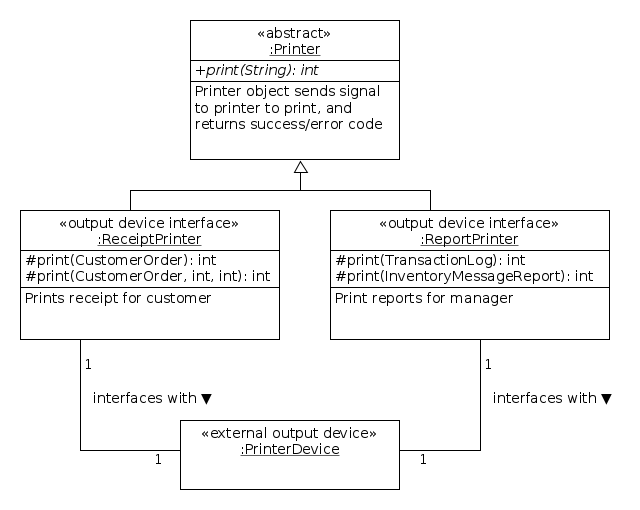 «abstract»
:Printer
+print(String): int
Printer object sends signal
to printer to print, and
returns success/error code
«output device interface»
:ReceiptPrinter
#print(CustomerOrder): int
#print(CustomerOrder, int, int): int
Prints receipt for customer
«output device interface»
:ReportPrinter
#print(TransactionLog): int
#print(InventoryMessageReport): int
Print reports for manager
1
interfaces with ▼
1
1
interfaces with ▼
1
«external output device»
:PrinterDevice